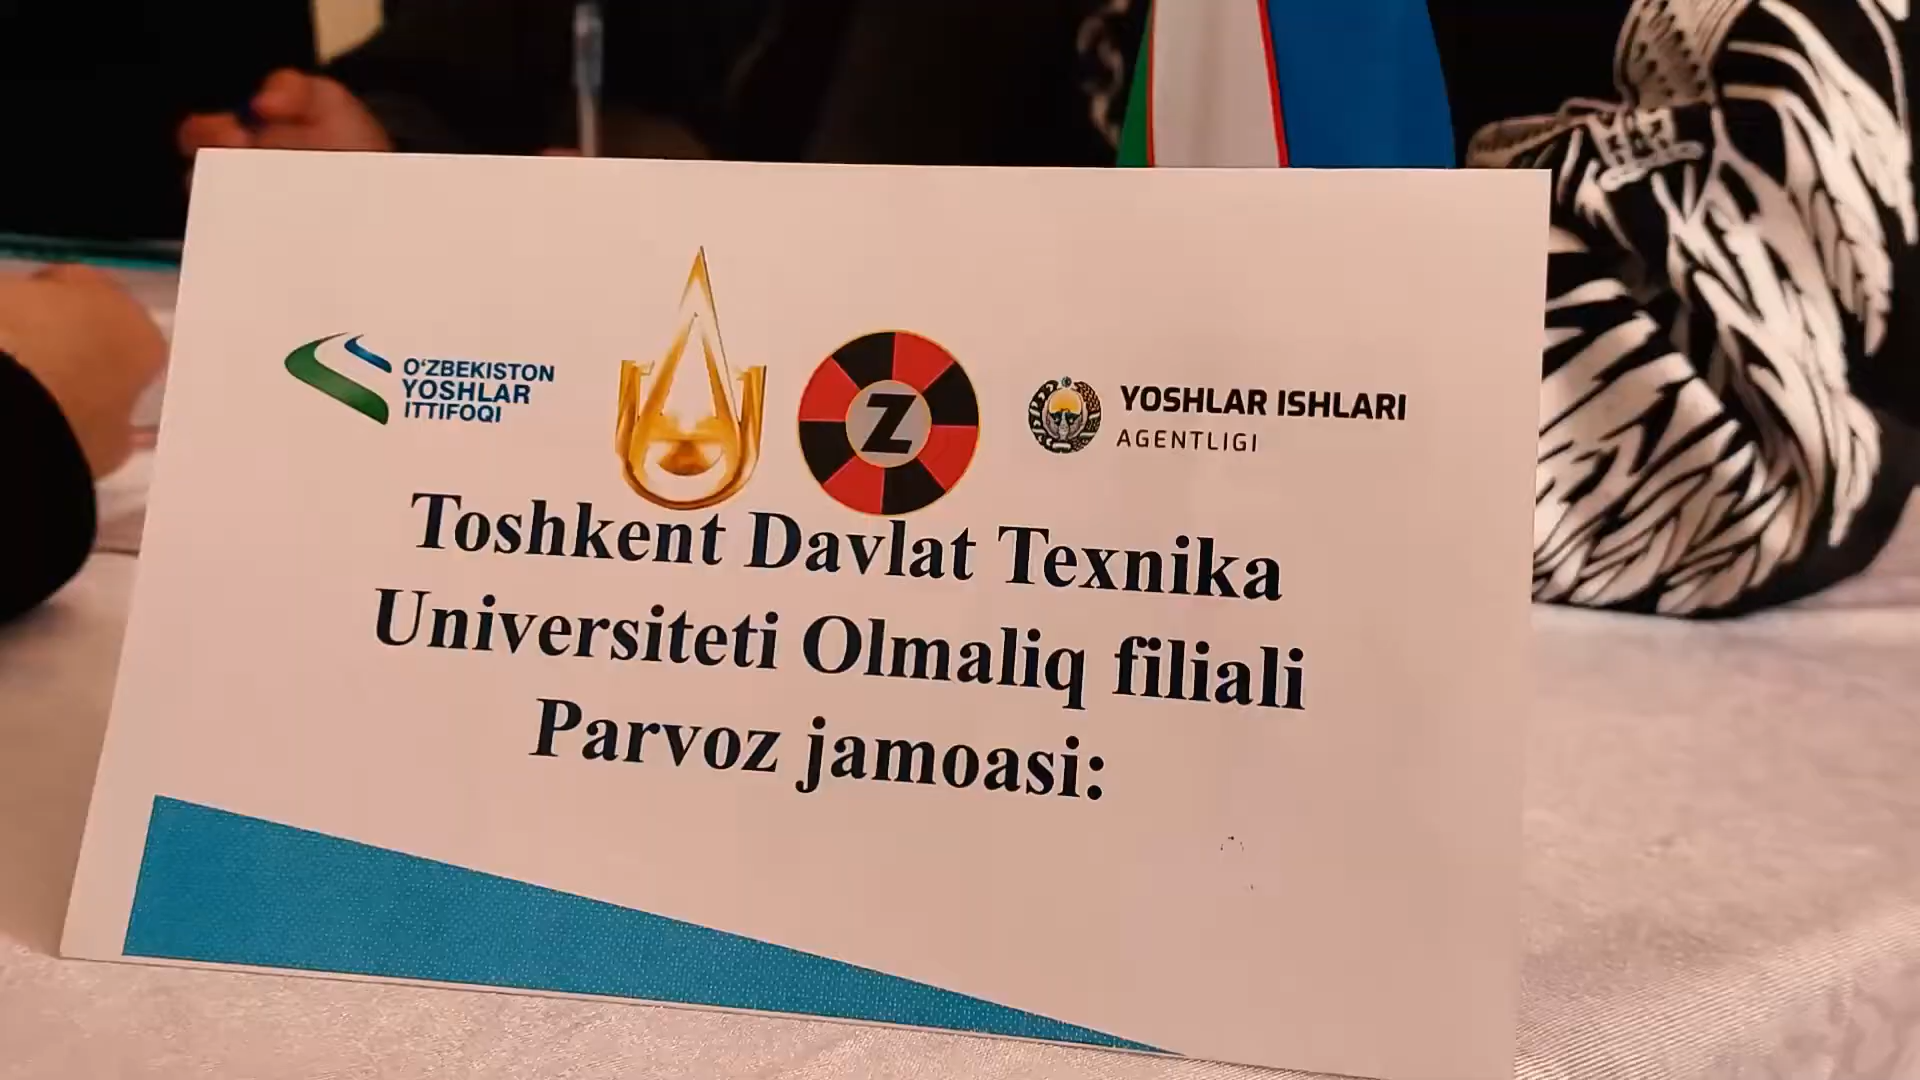 O‘ZBEKISTON
YOSHLAR
ITTIFOQI
Z
YOSHLAR ISHLARI
AGENTLIGI
Toshkent Davlat Texnika
Universiteti Olmaliq filiali
Parvoz jamoasi: